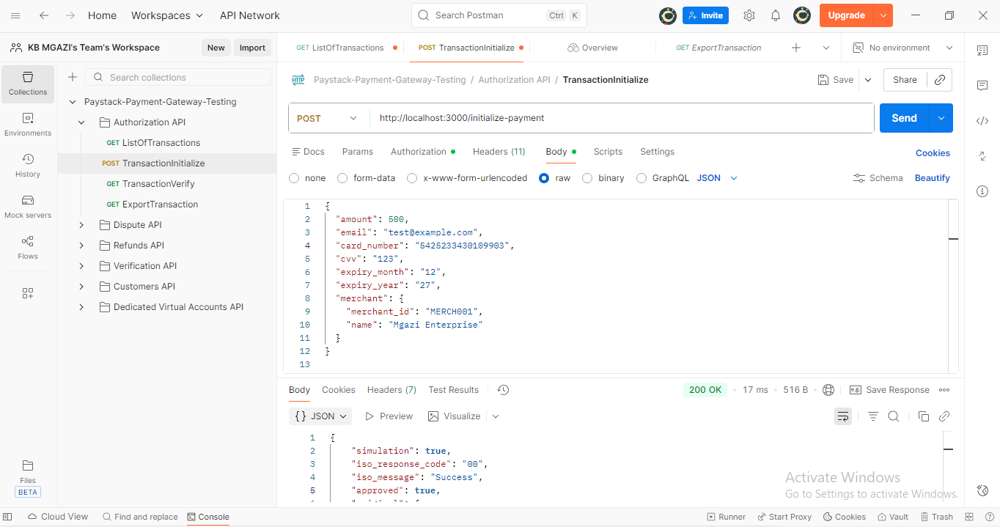 Home Workspaces API Network Search Postman Ctrl K Invite Upgrade
KB MGAZI's Team's Workspace New Import GET ListOfTransactions POST TransactionInitialize Overview GET ExportTransaction No environment
Collections
Environments
History
Mock servers
Flows
Files
BETA
Search collections
Paystack-Payment-Gateway-Testing
Authorization API
GET ListOfTransactions
POST TransactionInitialize
GET TransactionVerify
GET ExportTransaction
Dispute API
Refunds API
Verification API
Customers API
Dedicated Virtual Accounts API
HTTP Paystack-Payment-Gateway-Testing / Authorization API / TransactionInitialize Save Share
POST http://localhost:3000/initialize-payment Send
Docs Params Authorization Headers (11) Body Scripts Settings Cookies
none form-data x-www-form-urlencoded raw binary GraphQL JSON Schema Beautify
1 {
2 "amount": 500,
3 "email": "test@example.com",
4 "card_number": "5425233430109903",
5 "cvv": "123",
6 "expiry_month": "12",
7 "expiry_year": "27",
8 "merchant": {
9 "merchant_id": "MERCH001",
10 "name": "Mgazi Enterprise"
11 }
12 }
13
Body Cookies Headers (7) Test Results 200 OK 17 ms 516 B e.g. Save Response
{} JSON Preview Visualize
1 {
2 "simulation": true,
3 "iso_response_code": "00",
4 "iso_message": "Success",
5 "approved": true,
Activate Windows
Go to Settings to activate Windows.
Cloud View Find and replace Console Runner Start Proxy Cookies Vault Trash